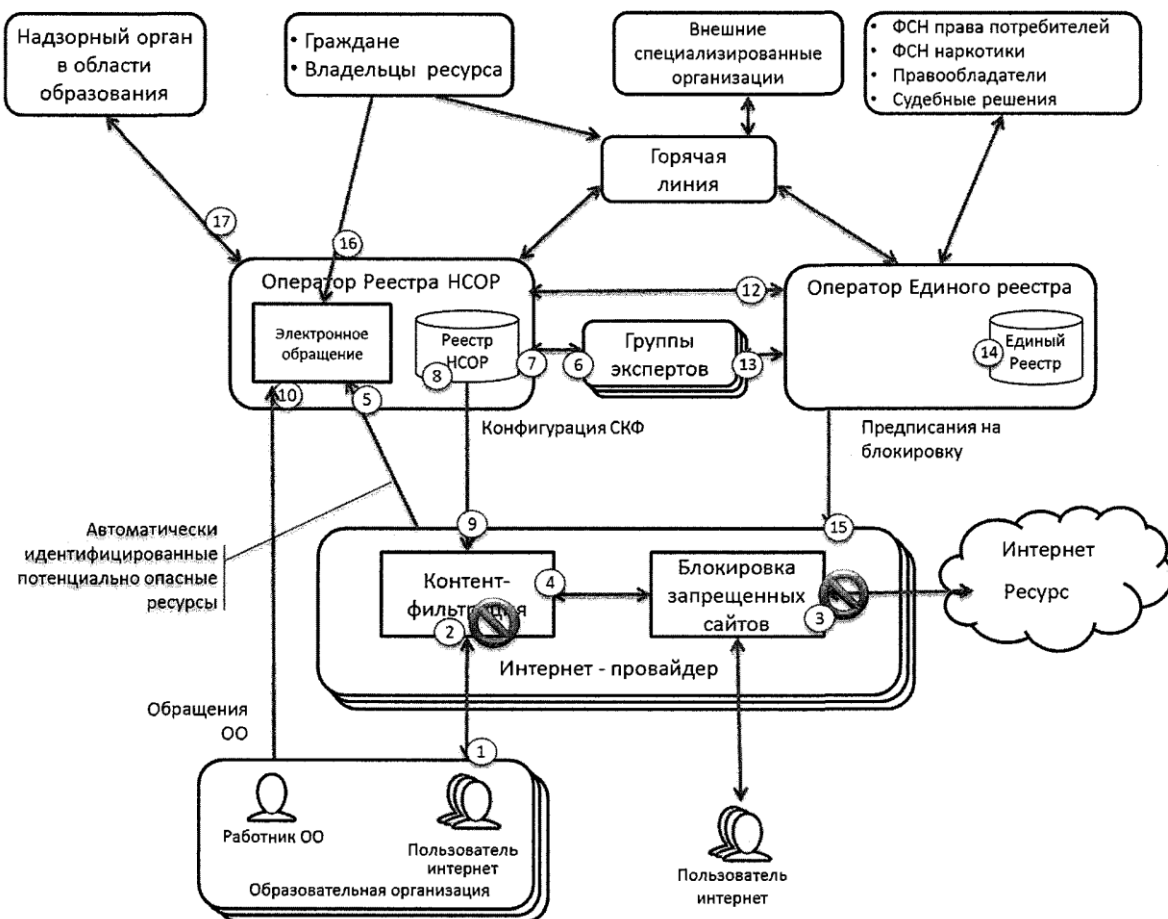 Надзорный орган
в области
образования
• Граждане
• Владельцы ресурса
Внешние
специализированные
организации
• ФСН права потребителей
• ФСН наркотики
• Правообладатели
• Судебные решения
Горячая
линия
17
16
Оператор Реестра НСОР
12
Оператор Единого реестра
Электронное
обращение
Реестр
НСОР
8
7
6
Группы
экспертов
13
14
Единый
Реестр
10
5
Конфигурация СКФ
Предписания на
блокировку
Автоматически
идентифицированные
потенциально опасные
ресурсы
9
15
Контент-
фильтрация
2
4
Блокировка
запрещенных
сайтов
3
Интернет
Ресурс
Интернет - провайдер
Обращения
ОО
1
Работник ОО
Пользователь
интернет
Образовательная организация
Пользователь
интернет